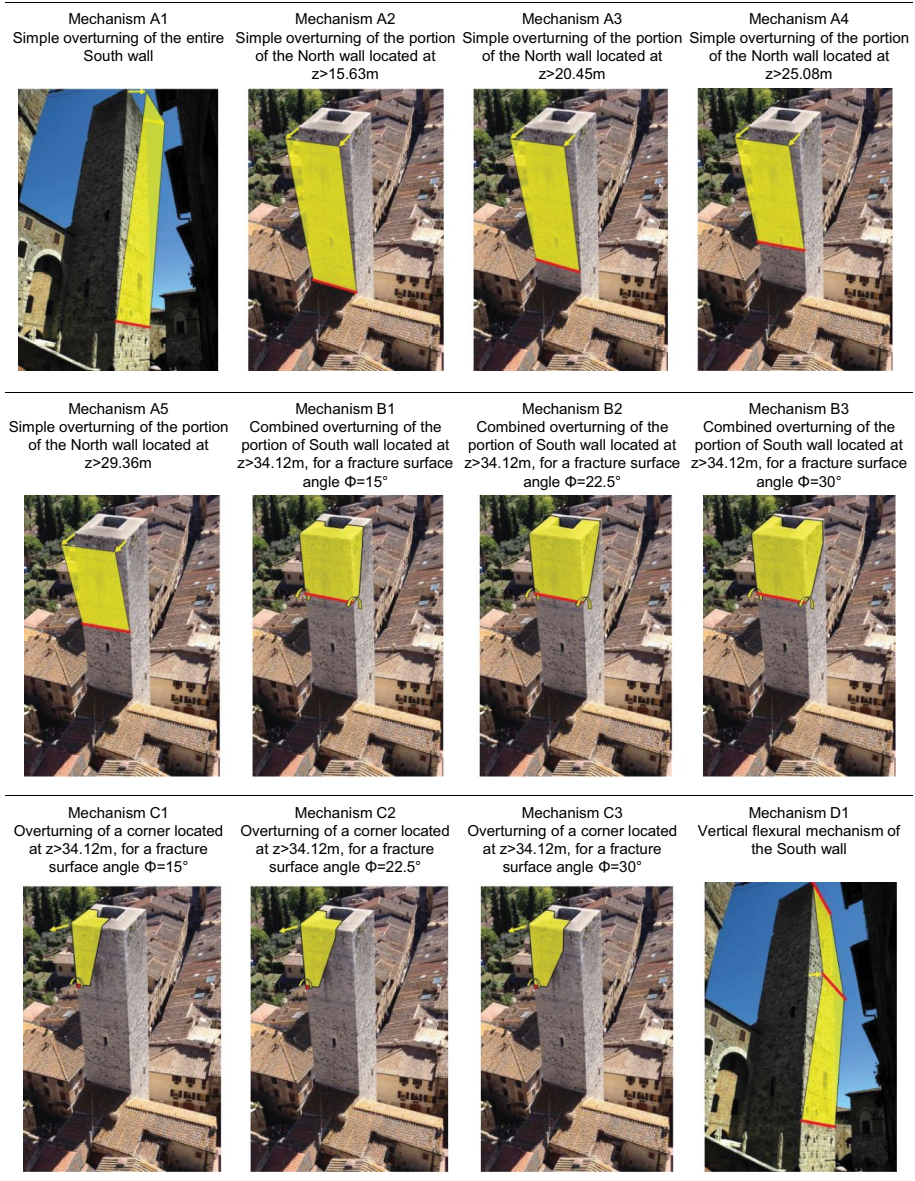 Mechanism A1
Simple overturning of the entire
South wall
Mechanism A2
Simple overturning of the portion
of the North wall located at
z>15.63m
Mechanism A3
Simple overturning of the portion
of the North wall located at
z>20.45m
Mechanism A4
Simple overturning of the portion
of the North wall located at
z>25.08m
Mechanism A5
Simple overturning of the portion
of the North wall located at
z>29.36m
Mechanism B1
Combined overturning of the
portion of South wall located at
z>34.12m, for a fracture surface
angle Φ=15°
Mechanism B2
Combined overturning of the
portion of South wall located at
z>34.12m, for a fracture surface
angle Φ=22.5°
Mechanism B3
Combined overturning of the
portion of South wall located at
z>34.12m, for a fracture surface
angle Φ=30°
Mechanism C1
Overturning of a corner located
at z>34.12m, for a fracture
surface angle Φ=15°
Mechanism C2
Overturning of a corner located
at z>34.12m, for a fracture
surface angle Φ=22.5°
Mechanism C3
Overturning of a corner located
at z>34.12m, for a fracture
surface angle Φ=30°
Mechanism D1
Vertical flexural mechanism of
the South wall